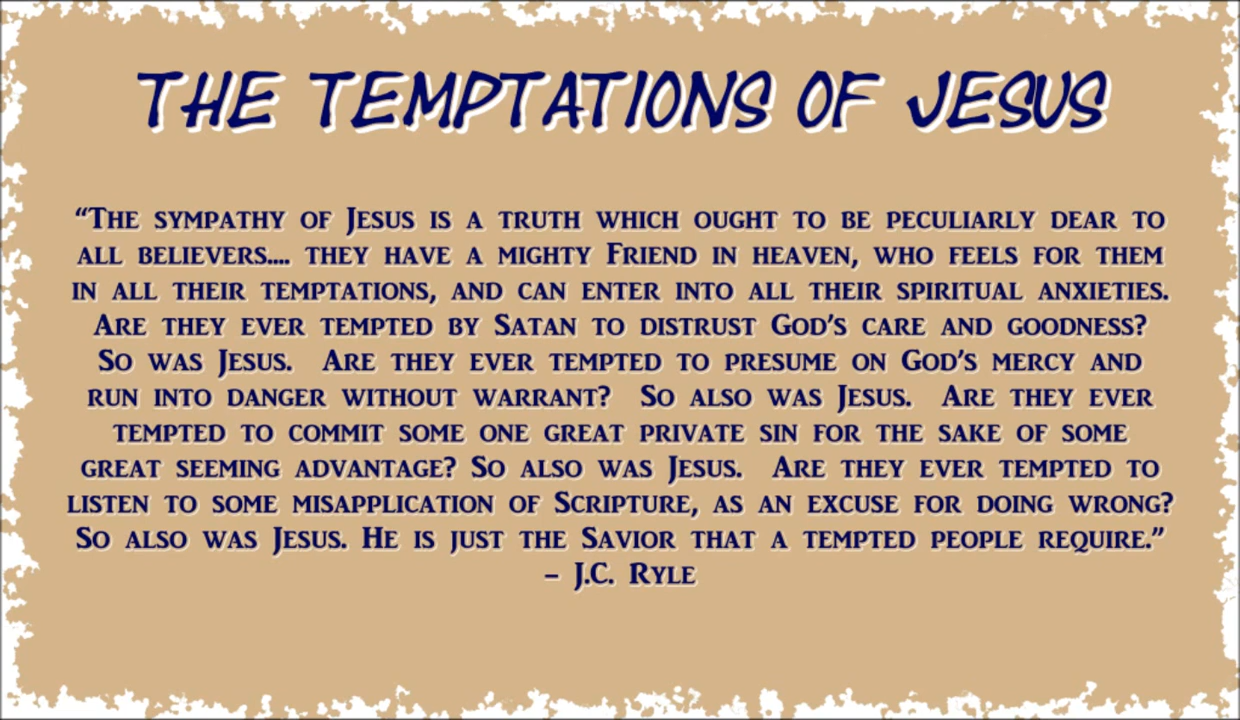 THE TEMPTATIONS OF JESUS
“The sympathy of Jesus is a truth which ought to be peculiarly dear to
all believers.... they have a mighty Friend in heaven, who feels for them
in all their temptations, and can enter into all their spiritual anxieties.
Are they ever tempted by Satan to distrust God’s care and goodness?
So was Jesus. Are they ever tempted to presume on God’s mercy and
run into danger without warrant? So also was Jesus. Are they ever
tempted to commit some one great private sin for the sake of some
great seeming advantage? So also was Jesus. Are they ever tempted to
listen to some misapplication of Scripture, as an excuse for doing wrong?
So also was Jesus. He is just the Savior that a tempted people require.”
– J.C. Ryle